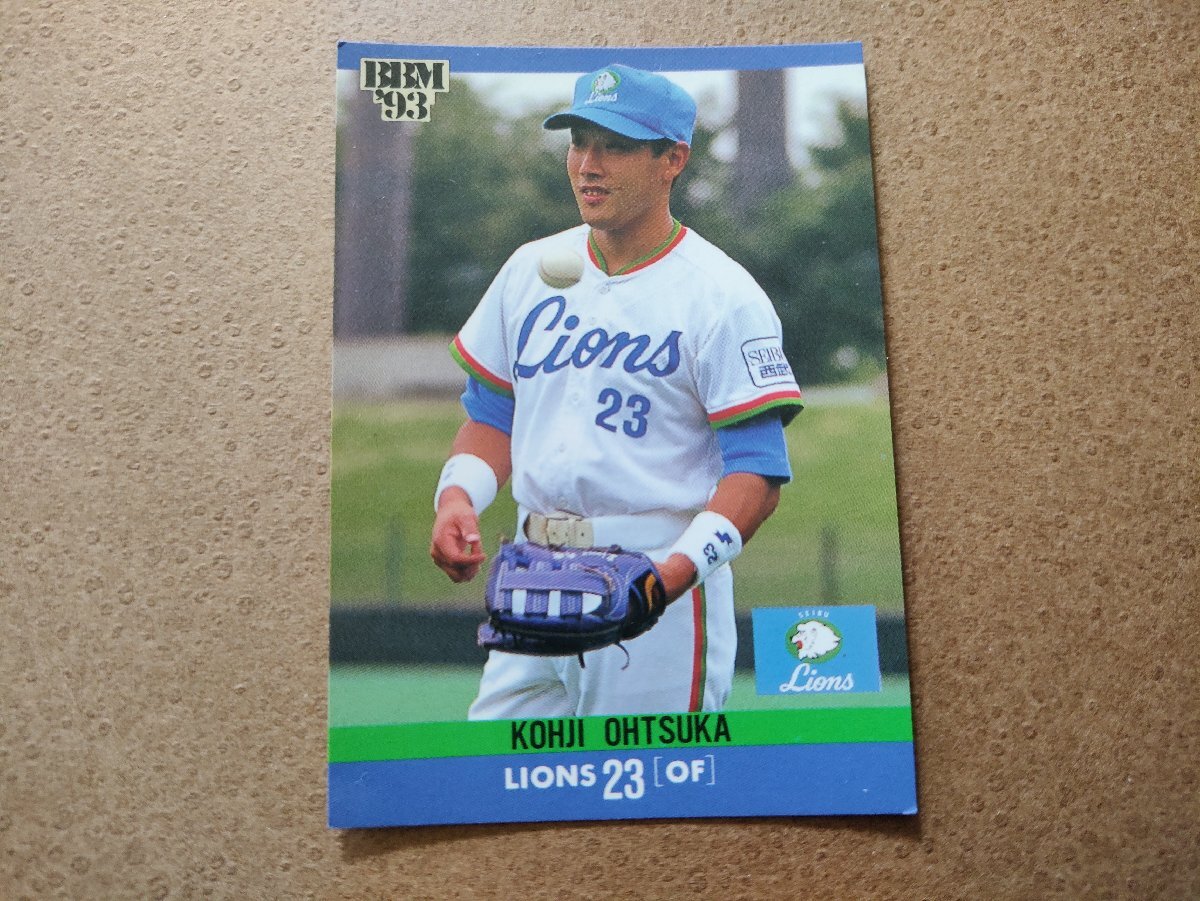 BBM
'93
Lions
Lions
23
SEIBU
西武
23
SEIBU
Lions
KOHJI OHTSUKA
LIONS 23 [OF]